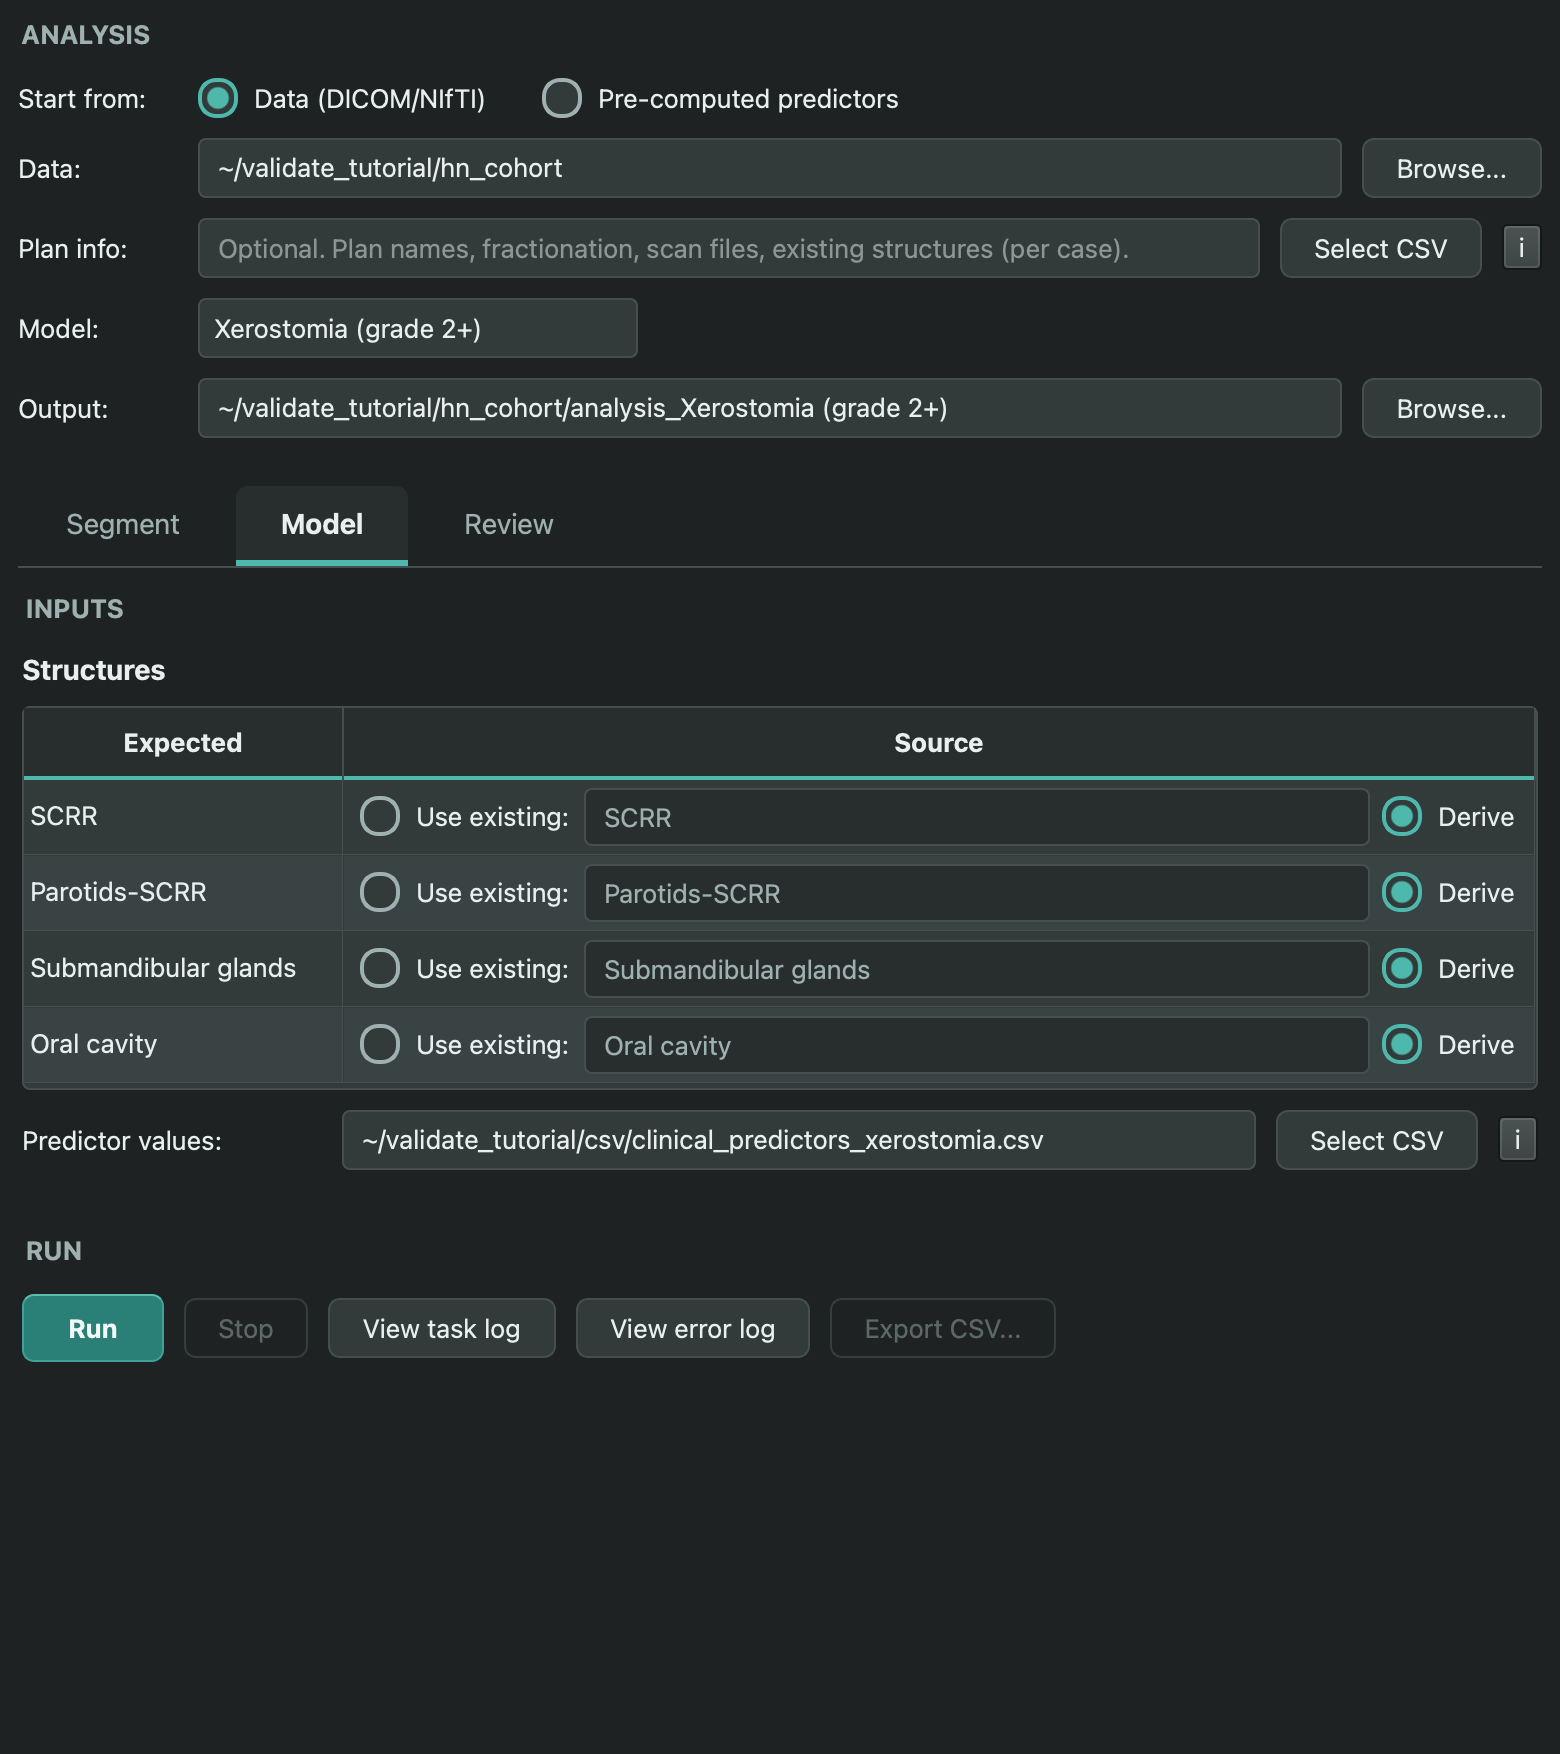 ANALYSIS
Start from: Data (DICOM/NIfTI) Pre-computed predictors
Data: ~/validate_tutorial/hn_cohort Browse...
Plan info: Optional. Plan names, fractionation, scan files, existing structures (per case). Select CSV i
Model: Xerostomia (grade 2+)
Output: ~/validate_tutorial/hn_cohort/analysis_Xerostomia (grade 2+) Browse...
Segment Model Review
INPUTS
Structures
Expected Source
SCRR Use existing: SCRR Derive
Parotids-SCRR Use existing: Parotids-SCRR Derive
Submandibular glands Use existing: Submandibular glands Derive
Oral cavity Use existing: Oral cavity Derive
Predictor values: ~/validate_tutorial/csv/clinical_predictors_xerostomia.csv Select CSV i
RUN
Run Stop View task log View error log Export CSV...